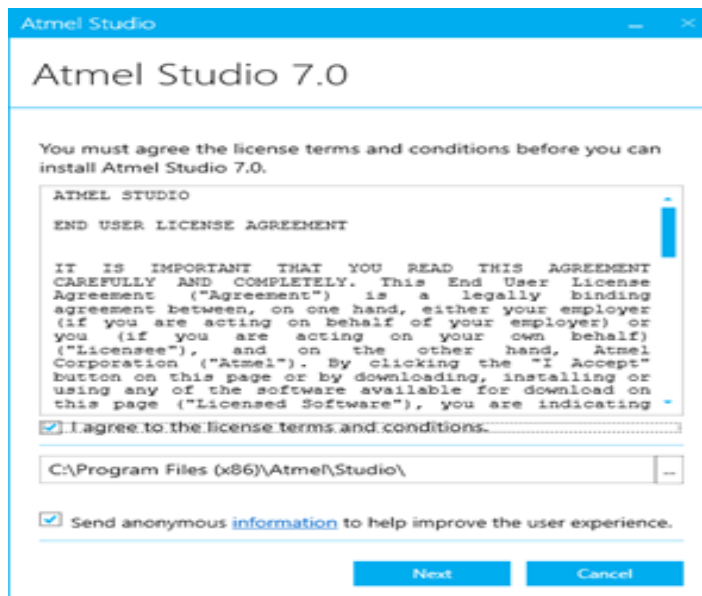 Atmel Studio
Atmel Studio 7.0
You must agree the license terms and conditions before you can
install Atmel Studio 7.0.
ATMEL STUDIO
END USER LICENSE AGREEMENT
IT IS IMPORTANT THAT YOU READ THIS AGREEMENT
CAREFULLY AND COMPLETELY. This End User License
Agreement ("Agreement") is a legally binding
agreement between, on one hand, either your employer
(if you are acting on behalf of your employer) or
you (if you are acting on your own behalf)
("Licensee"), and on the other hand, Atmel
Corporation ("Atmel"). By clicking the "I Accept"
button on this page or by downloading, installing or
using any of the software available for download on
this page ("Licensed Software"), you are indicating
I agree to the license terms and conditions.
C:\Program Files (x86)\Atmel\Studio\
...
Send anonymous information to help improve the user experience.
Next Cancel